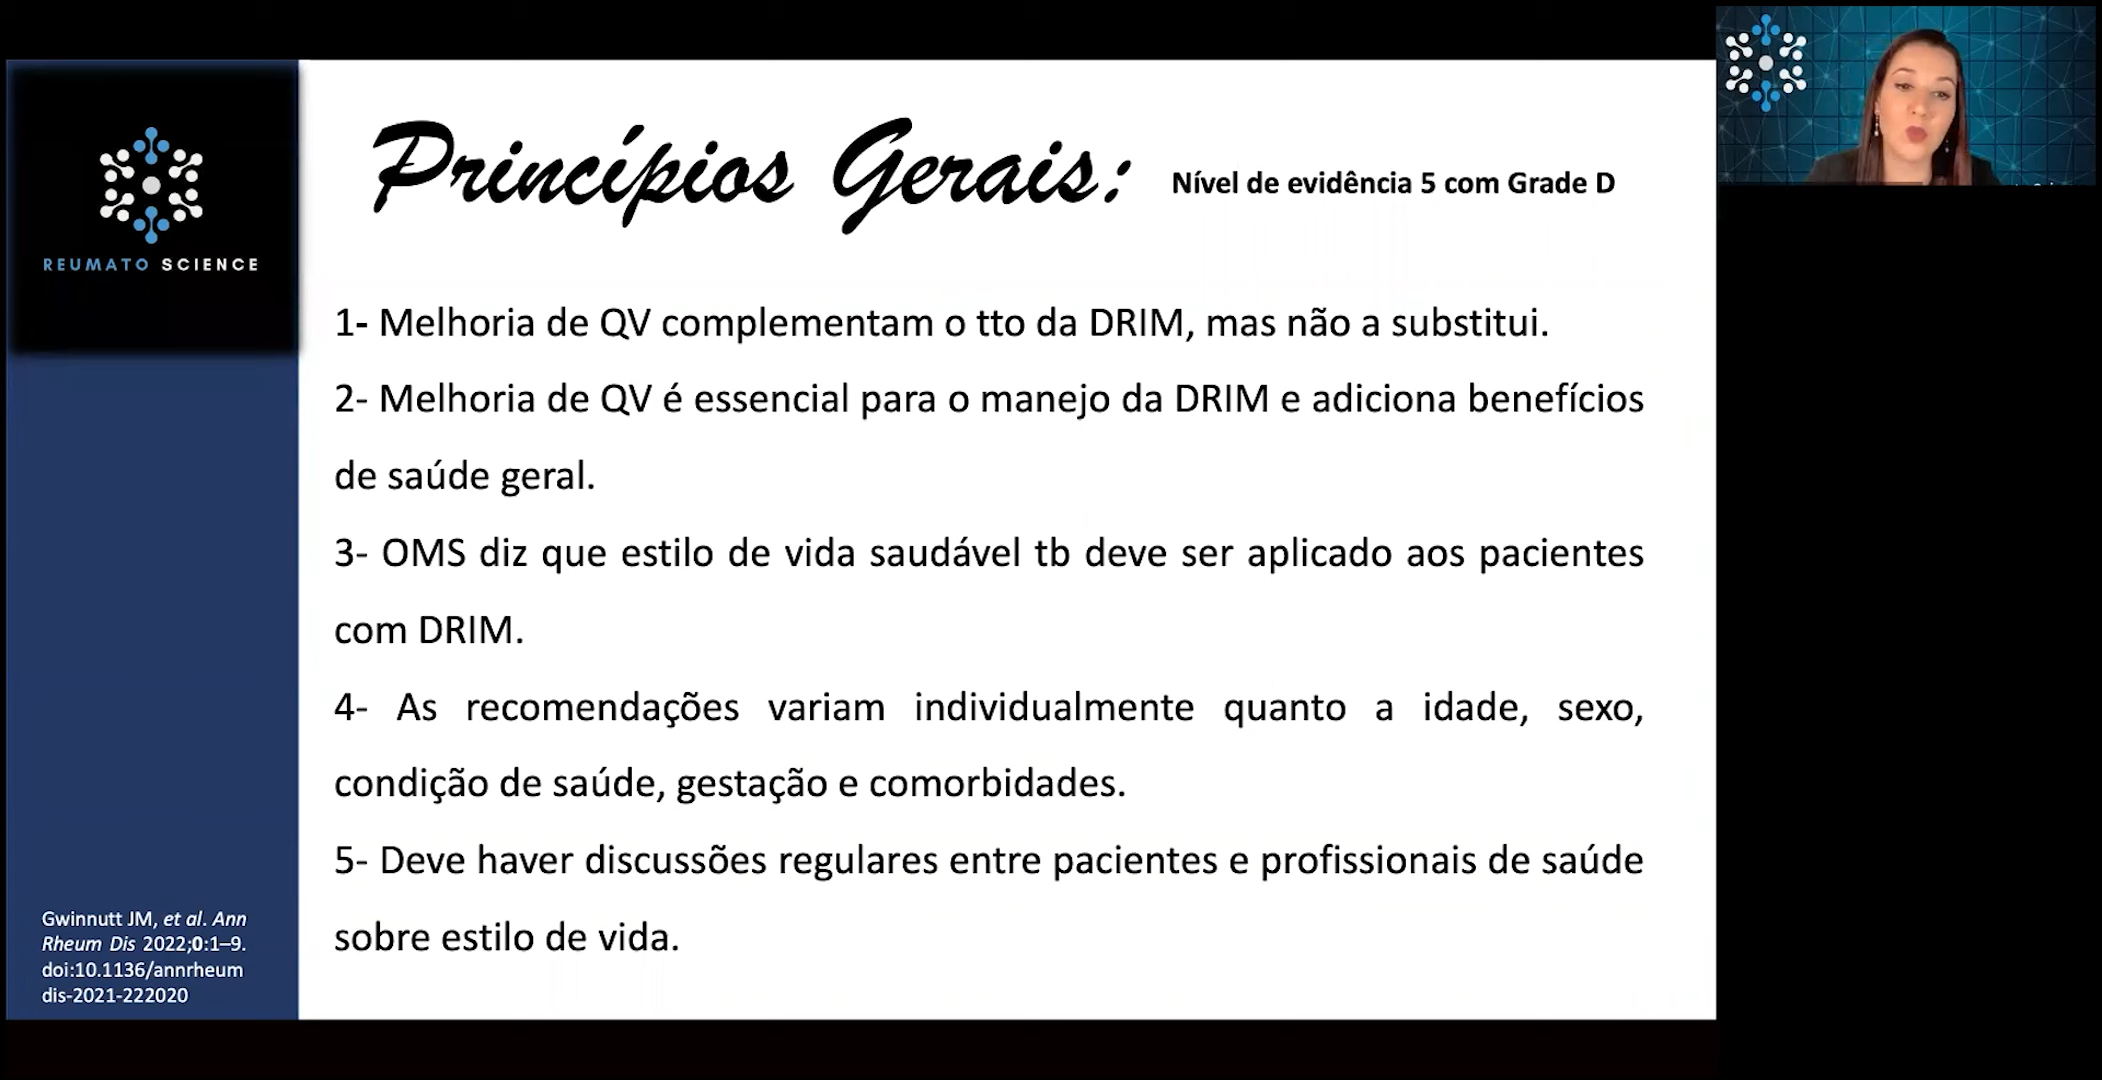 REUMATO SCIENCE
Princípios Gerais:
Nível de evidência 5 com Grade D
1- Melhoria de QV complementam o tto da DRIM, mas não a substitui.
2- Melhoria de QV é essencial para o manejo da DRIM e adiciona benefícios
de saúde geral.
3- OMS diz que estilo de vida saudável tb deve ser aplicado aos pacientes
com DRIM.
4- As recomendações variam individualmente quanto a idade, sexo,
condição de saúde, gestação e comorbidades.
5- Deve haver discussões regulares entre pacientes e profissionais de saúde
sobre estilo de vida.
Gwinnutt JM, et al. Ann
Rheum Dis 2022;0:1–9.
doi:10.1136/annrheum
dis-2021-222020